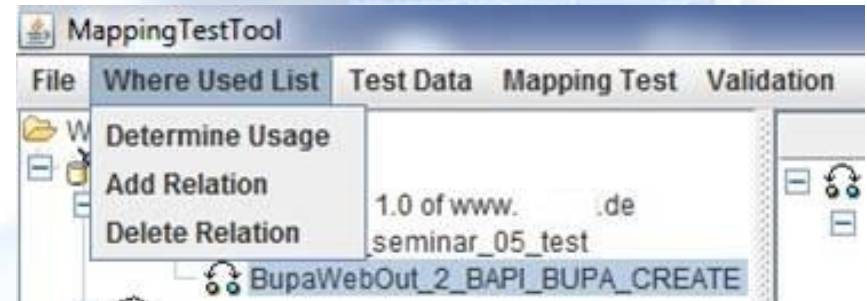 MappingTestTool
File Where Used List Test Data Mapping Test Validation
W
Determine Usage
Add Relation
Delete Relation
1.0 of www. .de
_seminar_05_test
BupaWebOut_2_BAPI_BUPA_CREATE